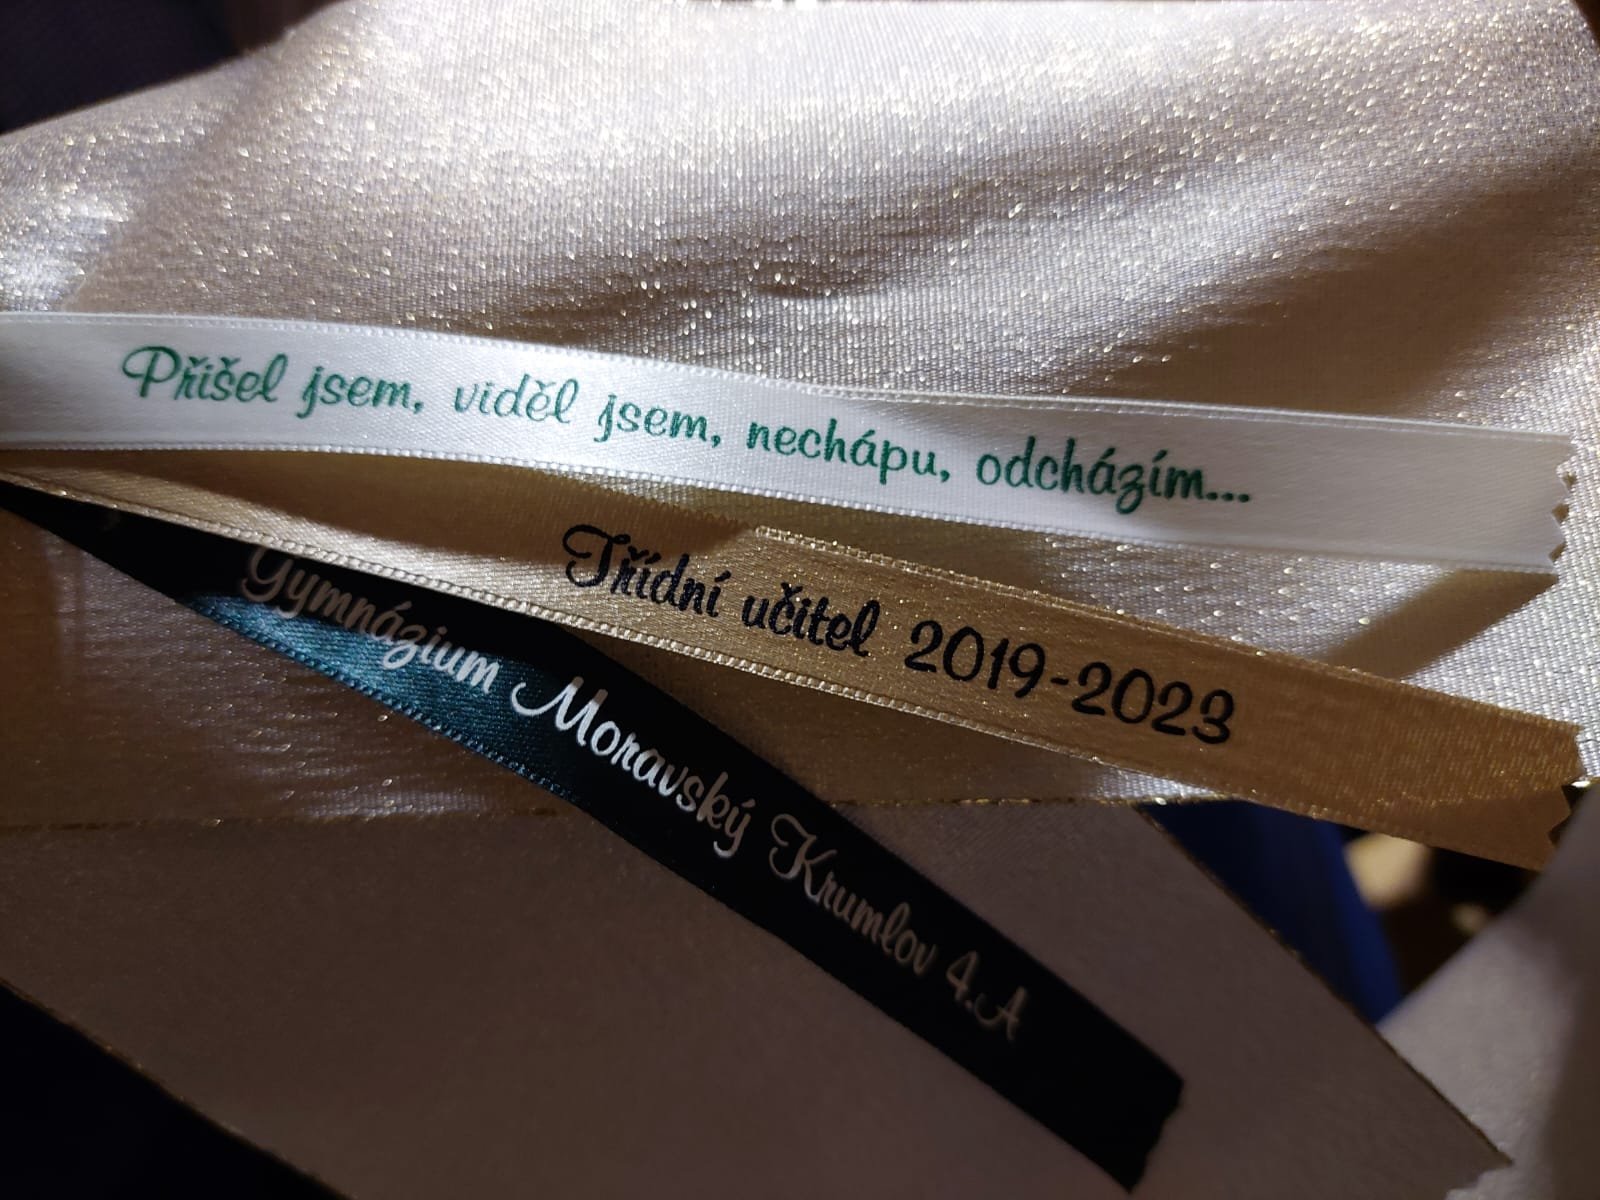 Přišel jsem, viděl jsem, nechápu, odcházím...
Třídní učitel 2019-2023
Gymnázium Moravský Krumlov 4.A